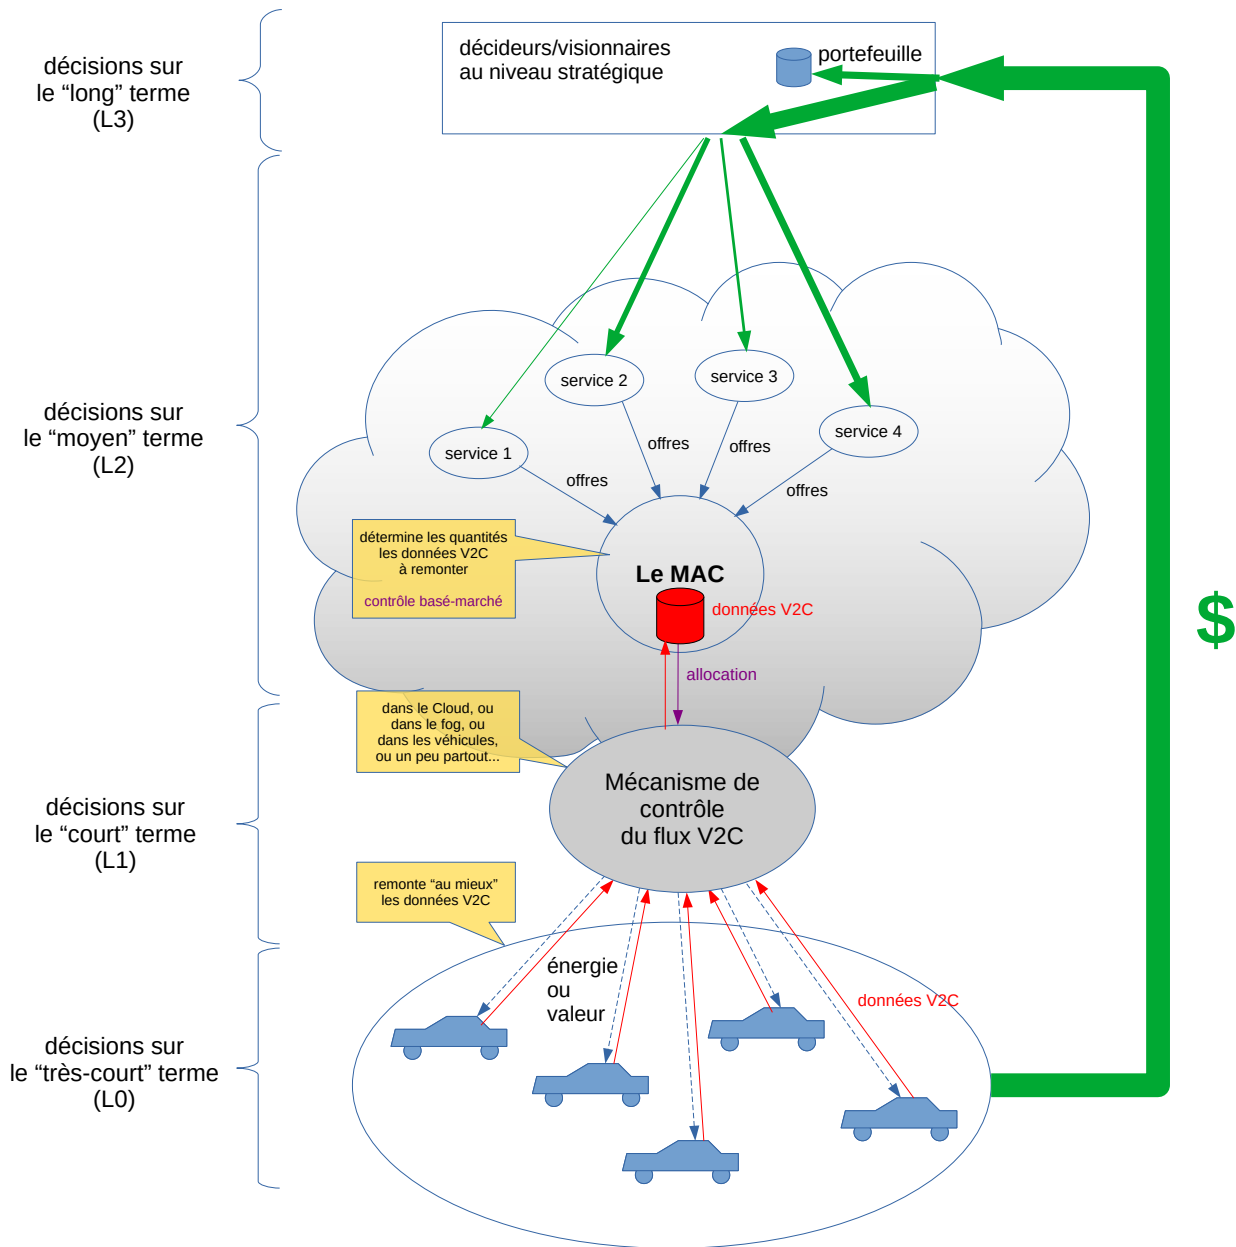 décisions sur
le “long” terme
(L3)
décideurs/visionnaires
au niveau stratégique
portefeuille
décisions sur
le “moyen” terme
(L2)
service 1
service 2
service 3
service 4
offres
offres
offres
offres
détermine les quantités
les données V2C
à remonter
contrôle basé-marché
Le MAC
données V2C
allocation
$
décisions sur
le “court” terme
(L1)
dans le Cloud, ou
dans le fog, ou
dans les véhicules,
ou un peu partout...
Mécanisme de
contrôle
du flux V2C
remonte “au mieux”
les données V2C
décisions sur
le “très-court” terme
(L0)
énergie
ou
valeur
données V2C